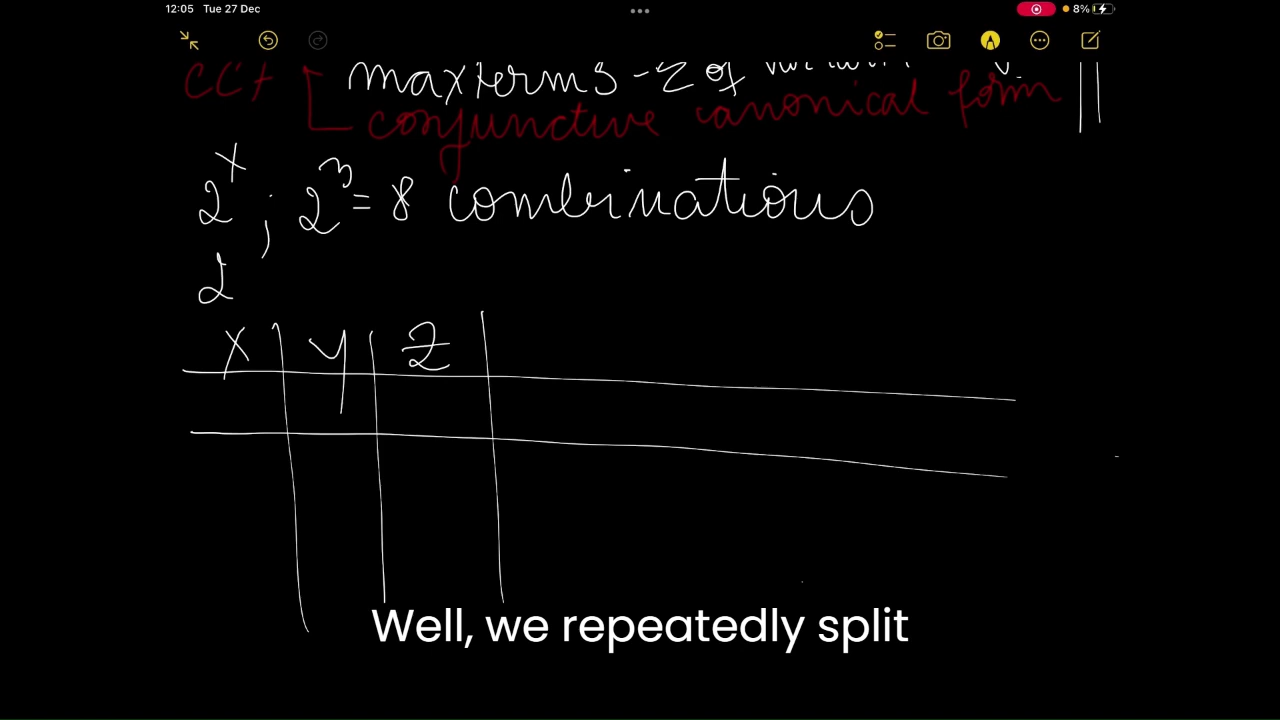 12:05 Tue 27 Dec
8%
CCF maxterms - Σ of
conjunctive canonical form
2^x ; 2^3 = 8 combinations
2
x y z
Well, we repeatedly split